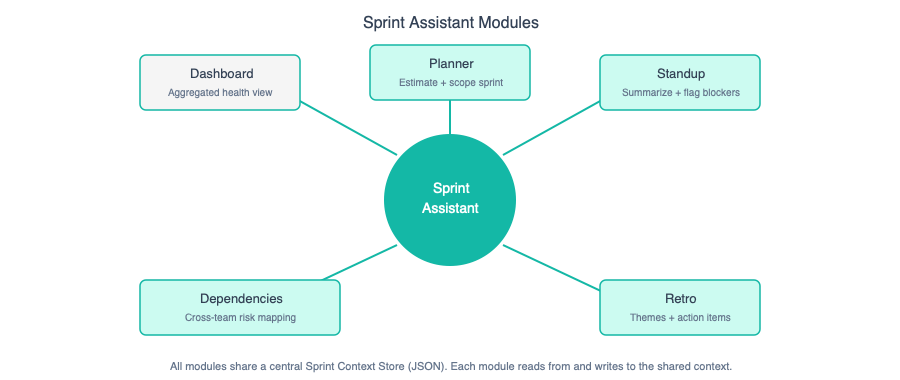 Sprint Assistant Modules
Dashboard
Aggregated health view
Planner
Estimate + scope sprint
Standup
Summarize + flag blockers
Sprint
Assistant
Dependencies
Cross-team risk mapping
Retro
Themes + action items
All modules share a central Sprint Context Store (JSON). Each module reads from and writes to the shared context.